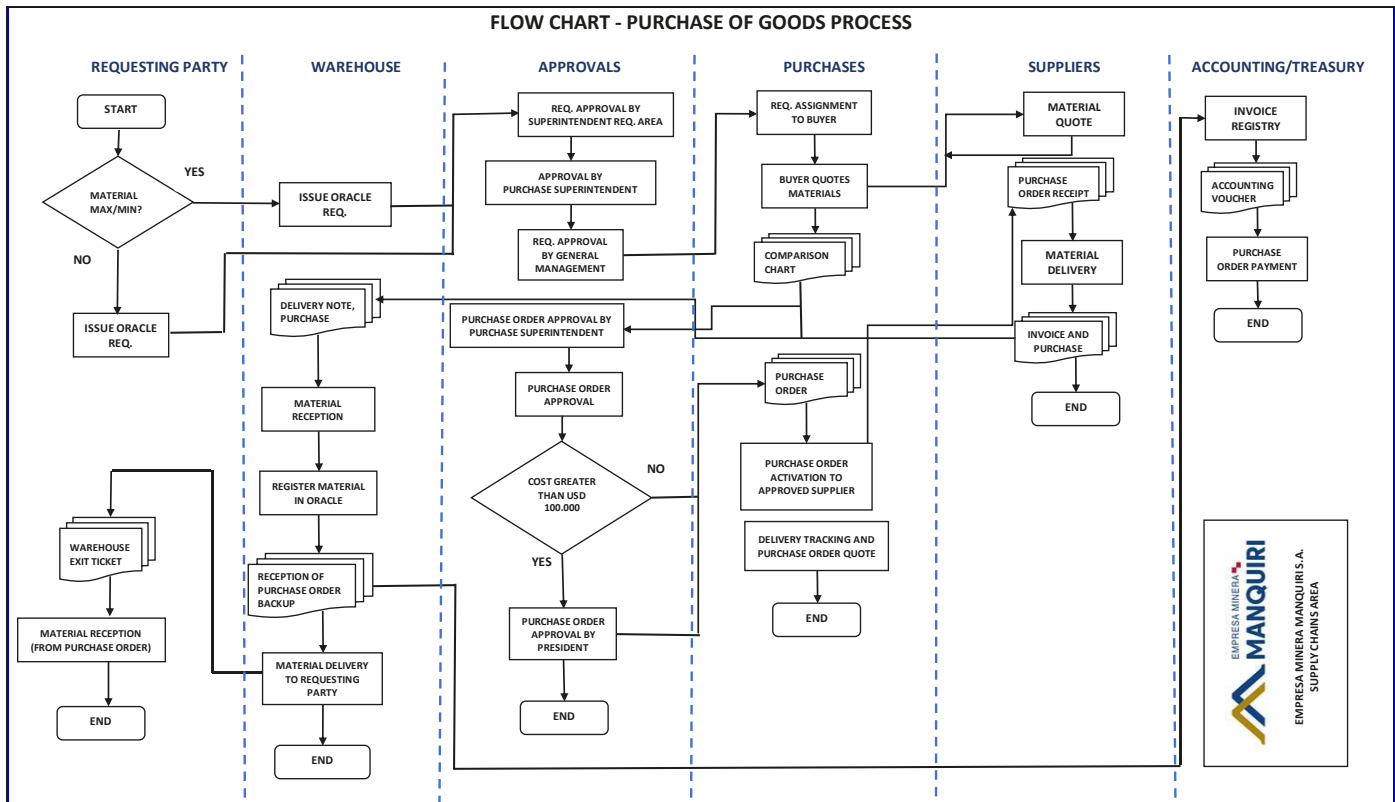 FLOW CHART - PURCHASE OF GOODS PROCESS
REQUESTING PARTY
START
MATERIAL
MAX/MIN?
YES
NO
ISSUE ORACLE
REQ.
WAREHOUSE
EXIT TICKET
MATERIAL RECEPTION
(FROM PURCHASE ORDER)
END
WAREHOUSE
ISSUE ORACLE
REQ.
DELIVERY NOTE,
PURCHASE
MATERIAL
RECEPTION
REGISTER MATERIAL
IN ORACLE
RECEPTION OF
PURCHASE ORDER
BACKUP
MATERIAL DELIVERY
TO REQUESTING
PARTY
END
APPROVALS
REQ. APPROVAL BY
SUPERINTENDENT REQ. AREA
APPROVAL BY
PURCHASE SUPERINTENDENT
REQ. APPROVAL
BY GENERAL
MANAGEMENT
PURCHASE ORDER APPROVAL BY
PURCHASE SUPERINTENDENT
PURCHASE ORDER
APPROVAL
COST GREATER
THAN USD
100.000
NO
YES
PURCHASE ORDER
APPROVAL BY
PRESIDENT
END
PURCHASES
REQ. ASSIGNMENT
TO BUYER
BUYER QUOTES
MATERIALS
COMPARISON
CHART
PURCHASE
ORDER
PURCHASE ORDER
ACTIVATION TO
APPROVED SUPPLIER
DELIVERY TRACKING AND
PURCHASE ORDER QUOTE
END
SUPPLIERS
MATERIAL
QUOTE
PURCHASE
ORDER RECEIPT
MATERIAL
DELIVERY
INVOICE AND
PURCHASE
END
ACCOUNTING/TREASURY
INVOICE
REGISTRY
ACCOUNTING
VOUCHER
PURCHASE
ORDER PAYMENT
END
EMPRESA MINERA
MANQUIRI
EMPRESA MINERA MANQUIRI S.A.
SUPPLY CHAINS AREA